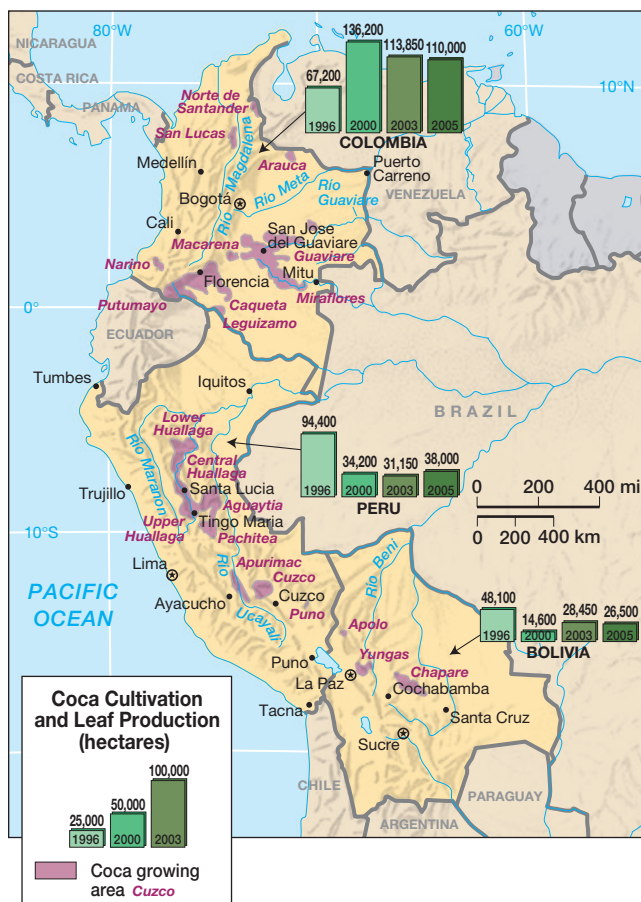 80°W
60°W
NICARAGUA
COSTA RICA
PANAMA
10°N
136,200
113,850
110,000
67,200
1996
2000
2003
2005
COLOMBIA
Norte de
Santander
San Lucas
Rio Magdalena
Medellín
Arauca
Puerto
Carreno
VENEZUELA
Bogotá
Rio Meta
Rio
Guaviare
Cali
Macarena
San Jose
del Guaviare
Guaviare
Narino
Florencia
Mitu
Miraflores
0°
Putumayo
Caqueta
Leguizamo
ECUADOR
Tumbes
Iquitos
BRAZIL
Lower
Huallaga
94,400
34,200
31,150
38,000
1996
2000
2003
2005
PERU
Rio Maranon
Central
Huallaga
Santa Lucia
Trujillo
Aguaytia
Upper
Huallaga
Tingo Maria
Pachitea
0 200 400 mi
0 200 400 km
10°S
Lima
Apurimac
Cuzco
Rio
Ucayali
Ayacucho
Cuzco
Puno
PACIFIC
OCEAN
Rio Beni
48,100
14,600
28,450
26,500
1996
2000
2003
2005
BOLIVIA
Apolo
Yungas
Chapare
Puno
La Paz
Cochabamba
Santa Cruz
Tacna
Sucre
CHILE
PARAGUAY
ARGENTINA
Coca Cultivation
and Leaf Production
(hectares)
100,000
50,000
25,000
1996
2000
2003
Coca growing
area Cuzco